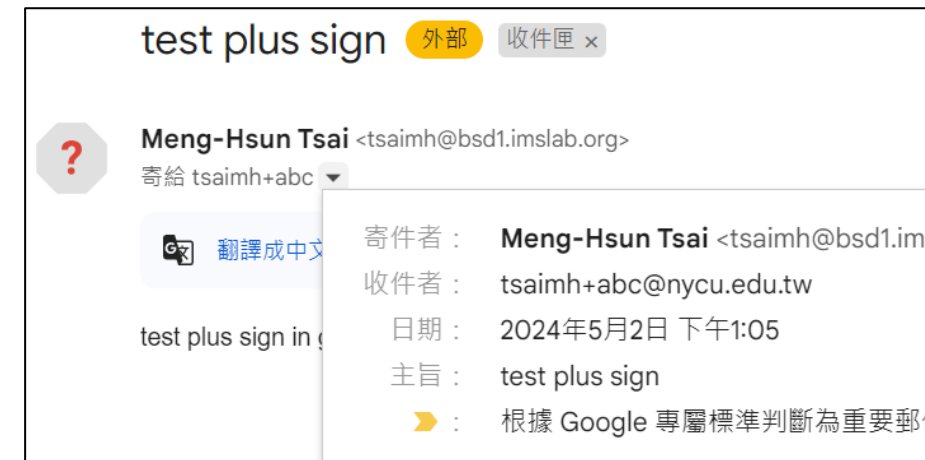 test plus sign 外部 收件匣 ×
Meng-Hsun Tsai <tsaimh@bsd1.imslab.org>
寄給 tsaimh+abc
翻譯成中文
寄件者： Meng-Hsun Tsai <tsaimh@bsd1.im
收件者： tsaimh+abc@nycu.edu.tw
日期： 2024年5月2日 下午1:05
主旨： test plus sign
： 根據 Google 專屬標準判斷為重要郵
test plus sign in